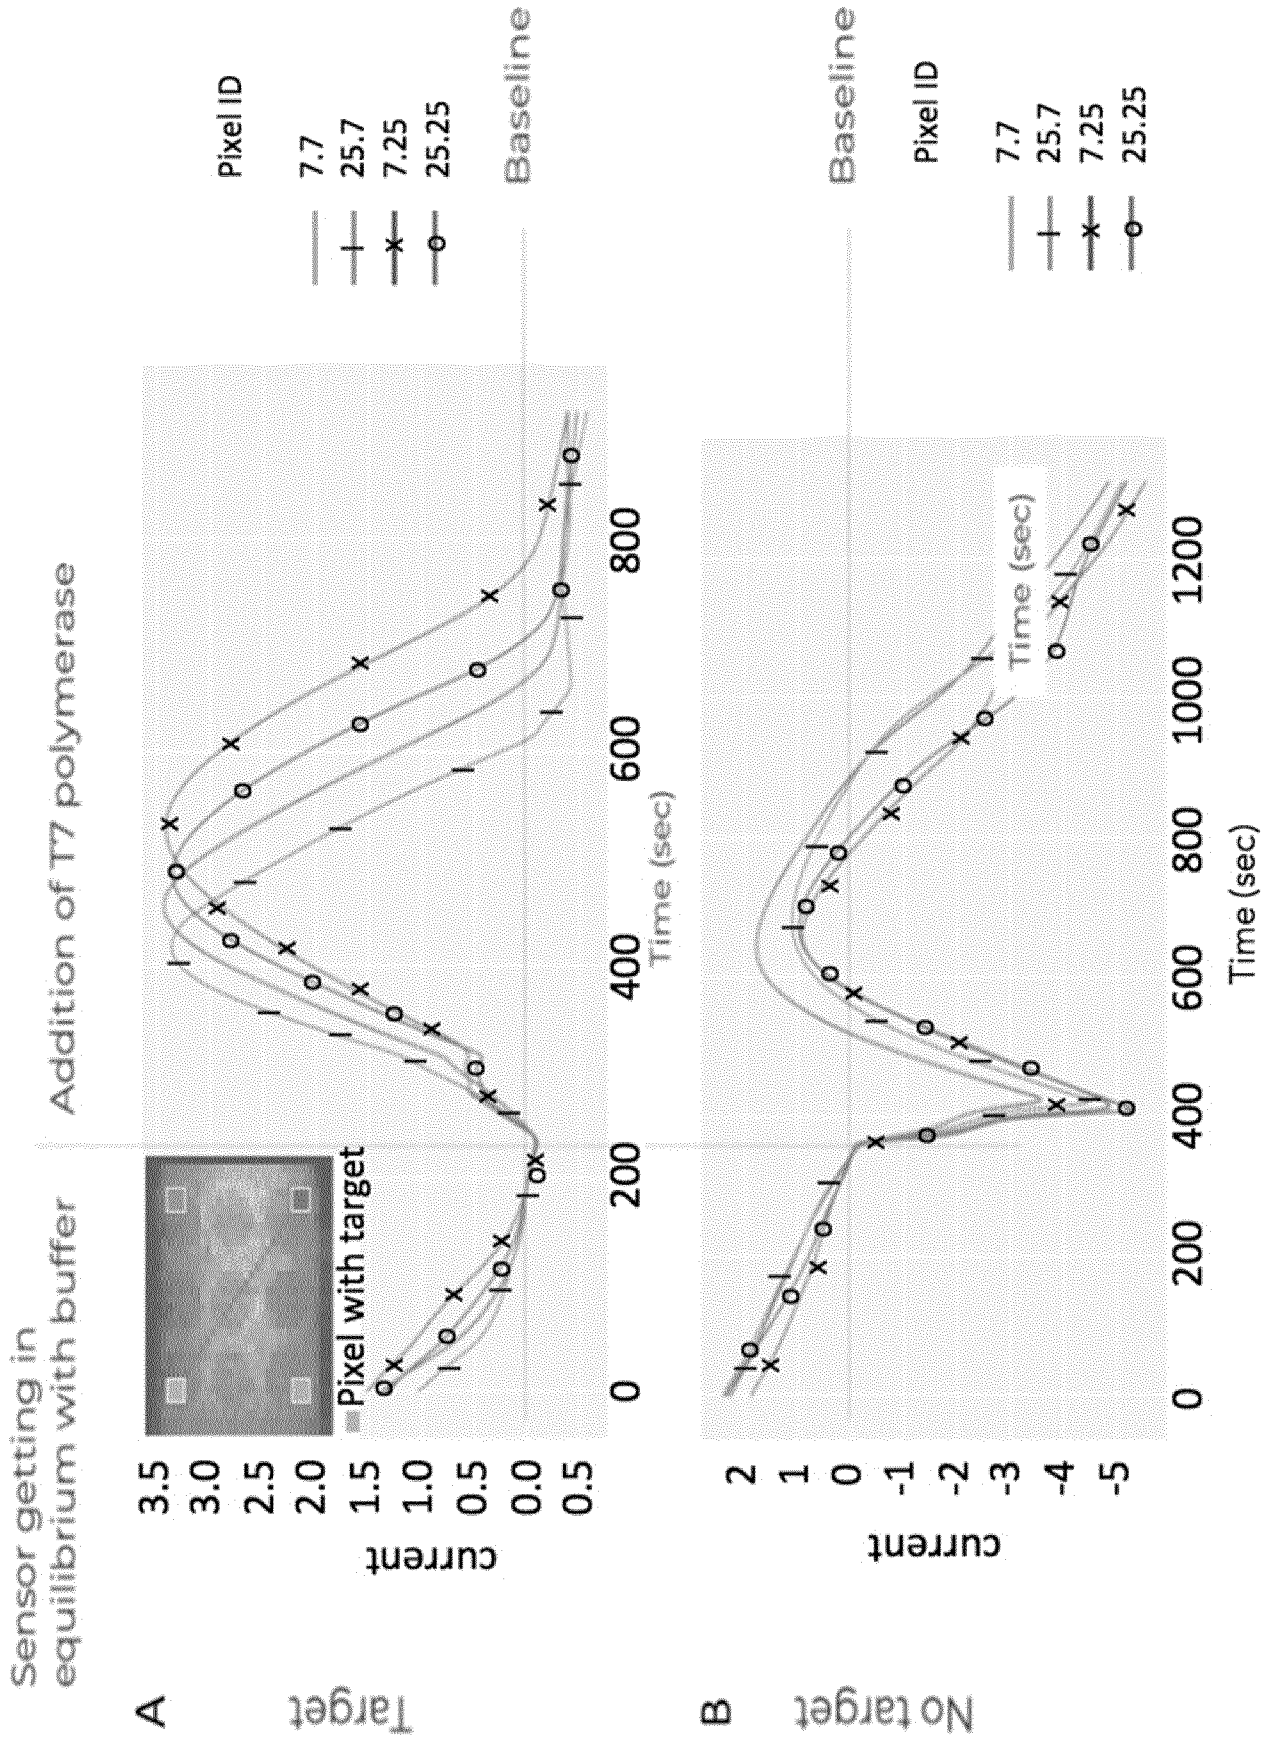 Sensor getting in
equilibrium with buffer
Addition of T7 polymerase
A
Target
current
3.5
3.0
2.5
2.0
1.5
1.0
0.5
0.0
0.5
Pixel with target
0
200
400
600
800
Time (sec)
Pixel ID
7.7
25.7
7.25
25.25
Baseline
B
No target
current
2
1
0
-1
-2
-3
-4
-5
0
200
400
600
800
1000
1200
Time (sec)
Time (sec)
Baseline
Pixel ID
7.7
25.7
7.25
25.25